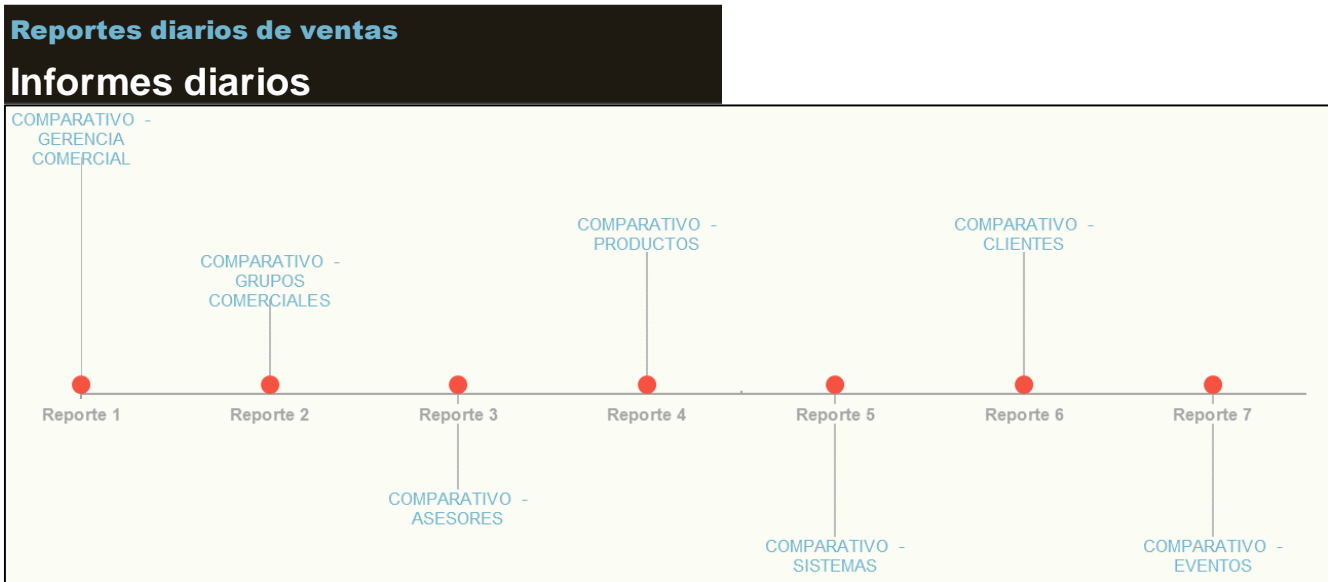 Reportes diarios de ventas
Informes diarios
COMPARATIVO -
GERENCIA
COMERCIAL
COMPARATIVO -
GRUPOS
COMERCIALES
COMPARATIVO -
PRODUCTOS
COMPARATIVO -
CLIENTES
Reporte 1
Reporte 2
Reporte 3
Reporte 4
Reporte 5
Reporte 6
Reporte 7
COMPARATIVO -
ASESORES
COMPARATIVO -
SISTEMAS
COMPARATIVO -
EVENTOS